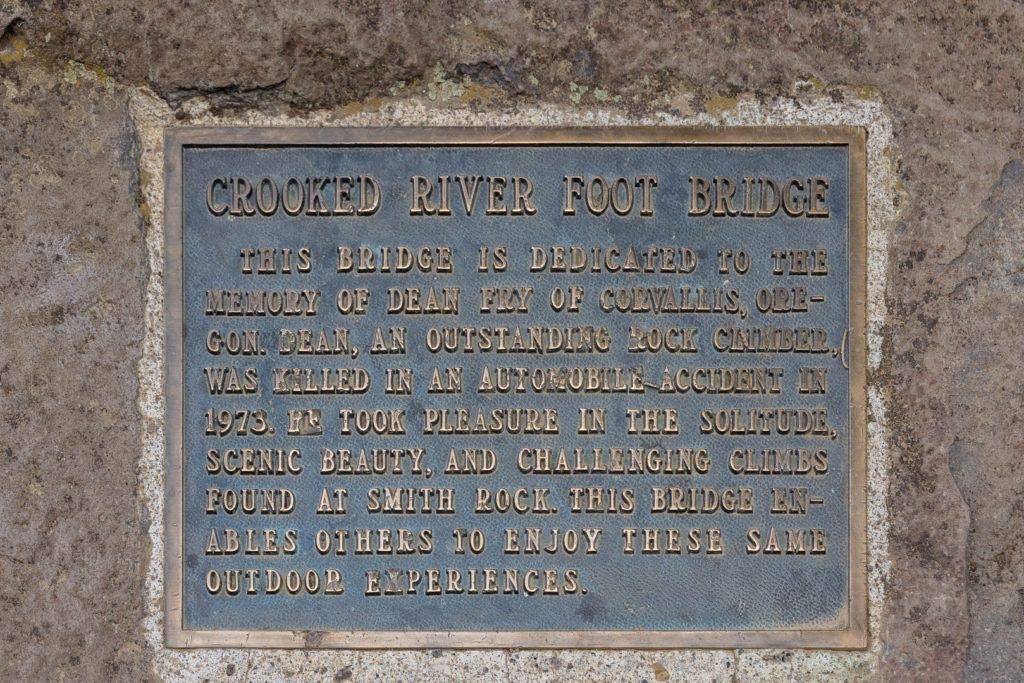 CROOKED RIVER FOOT BRIDGE
THIS BRIDGE IS DEDICATED TO THE
MEMORY OF DEAN FRY OF CORVALLIS, ORE-
GON. DEAN, AN OUTSTANDING ROCK CLIMBER,
WAS KILLED IN AN AUTOMOBILE ACCIDENT IN
1973. HE TOOK PLEASURE IN THE SOLITUDE,
SCENIC BEAUTY, AND CHALLENGING CLIMBS
FOUND AT SMITH ROCK. THIS BRIDGE EN-
ABLES OTHERS TO ENJOY THESE SAME
OUTDOOR EXPERIENCES.